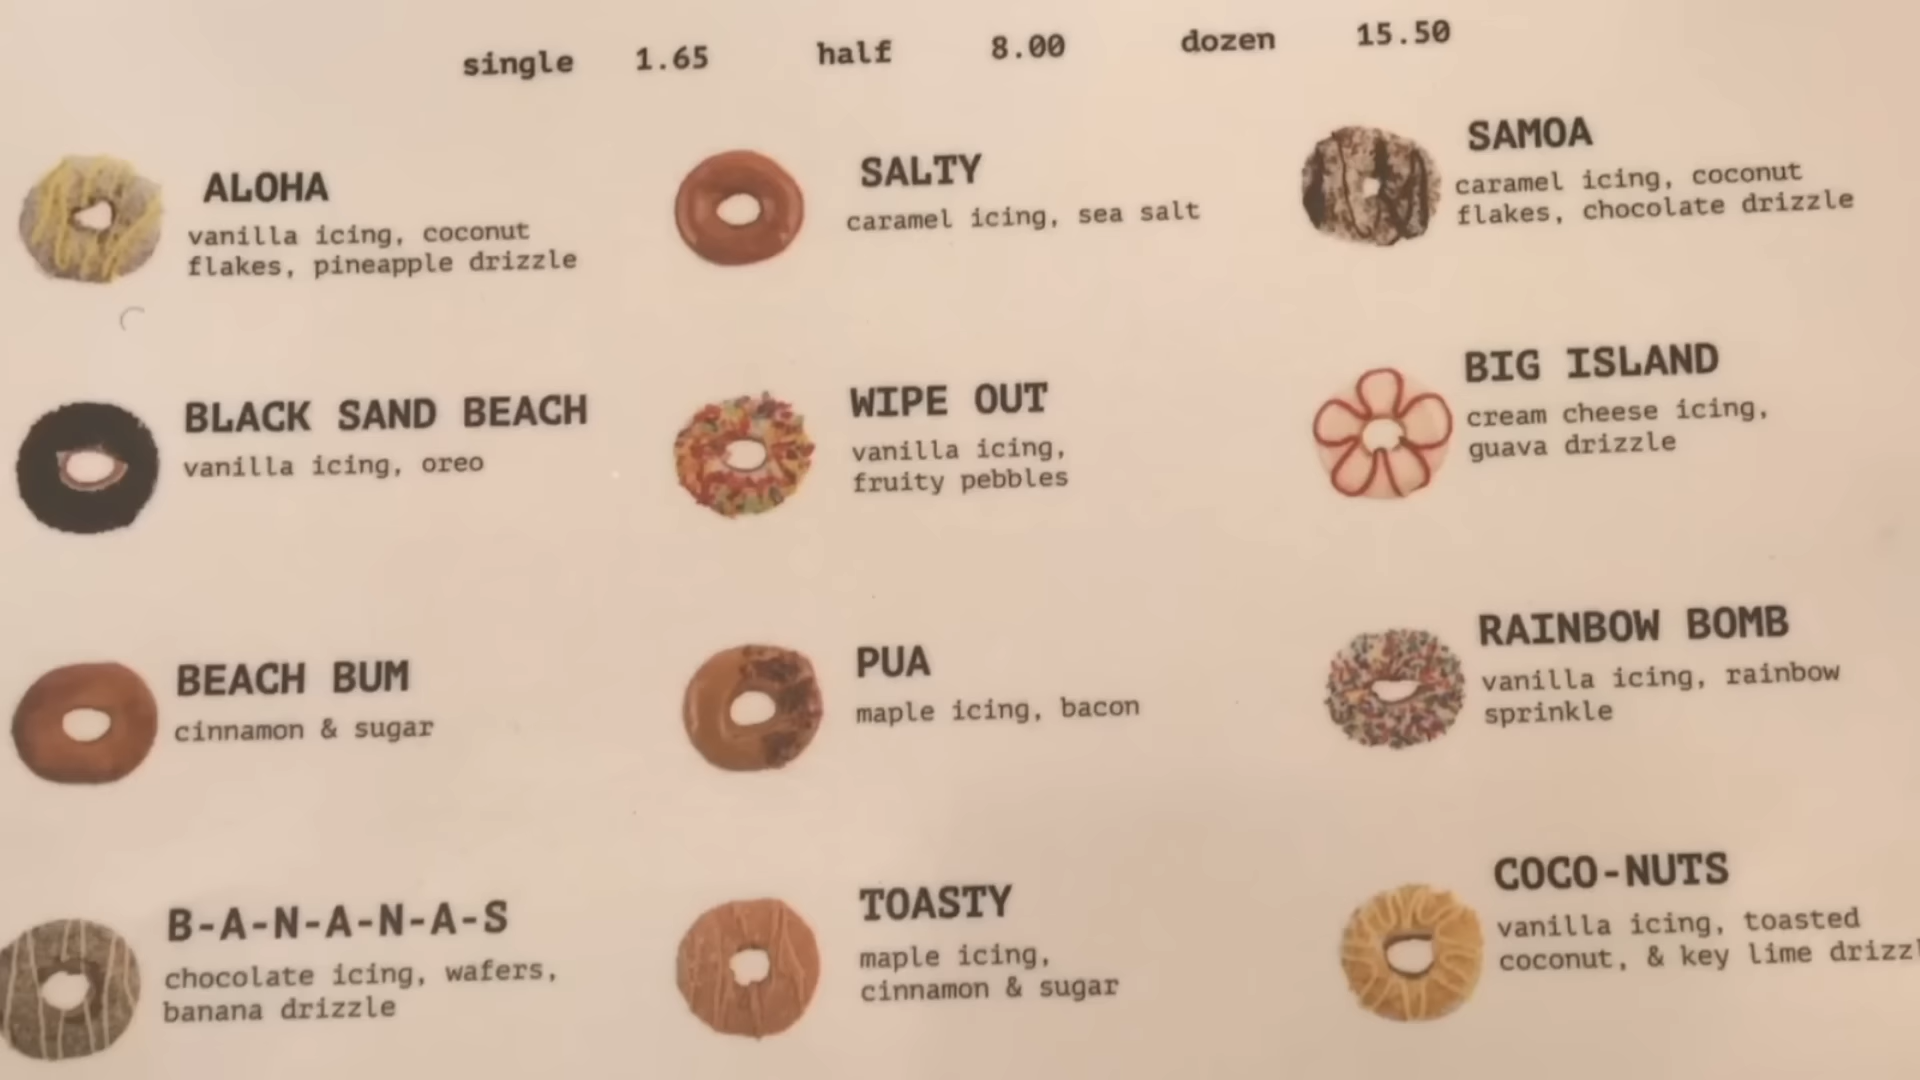 single 1.65 half 8.00 dozen 15.50
ALOHA
vanilla icing, coconut
flakes, pineapple drizzle
SALTY
caramel icing, sea salt
SAMOA
caramel icing, coconut
flakes, chocolate drizzle
BLACK SAND BEACH
vanilla icing, oreo
WIPE OUT
vanilla icing,
fruity pebbles
BIG ISLAND
cream cheese icing,
guava drizzle
BEACH BUM
cinnamon & sugar
PUA
maple icing, bacon
RAINBOW BOMB
vanilla icing, rainbow
sprinkle
B-A-N-A-N-A-S
chocolate icing, wafers,
banana drizzle
TOASTY
maple icing,
cinnamon & sugar
COCO-NUTS
vanilla icing, toasted
coconut, & key lime drizzl